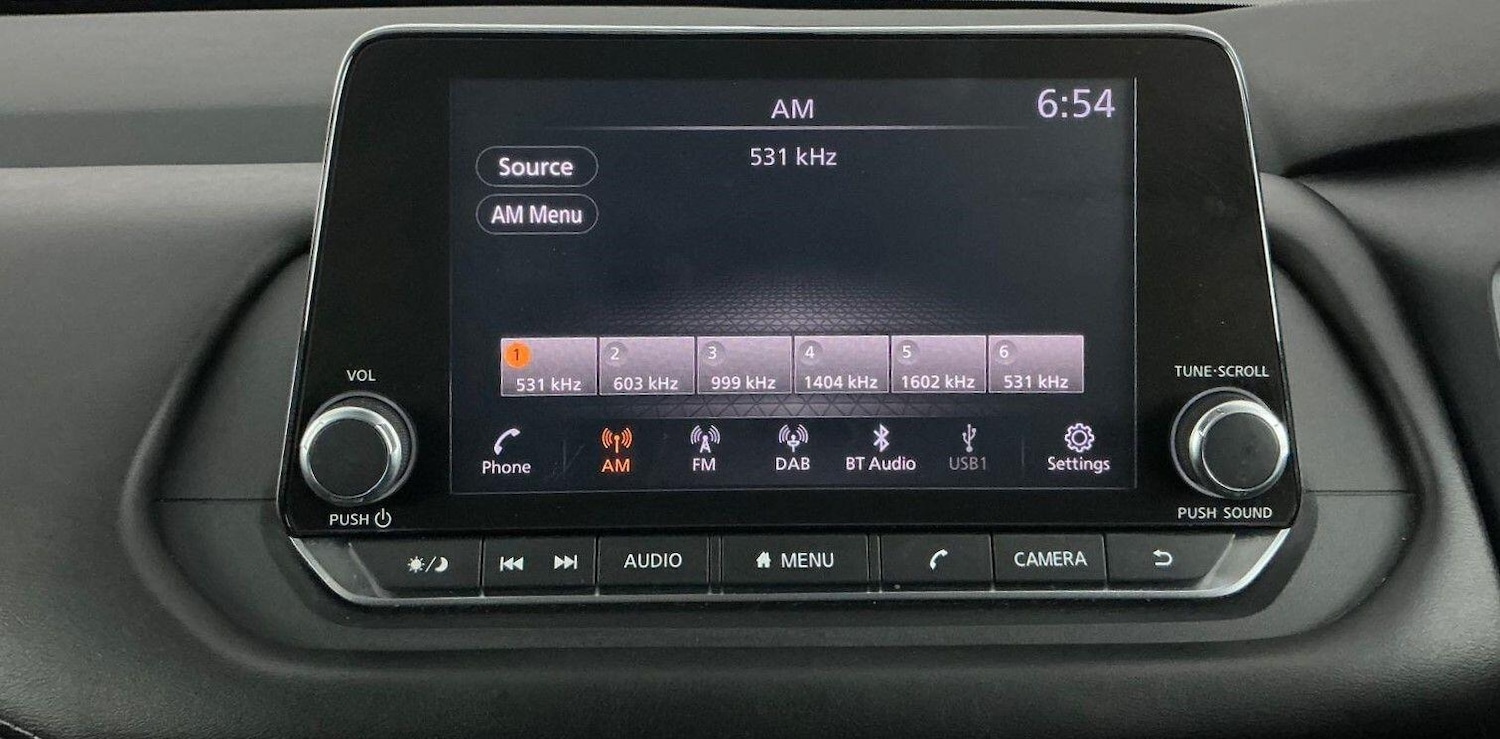 AM
6:54
531 kHz
Source
AM Menu
1 2 3 4 5 6
531 kHz 603 kHz 999 kHz 1404 kHz 1602 kHz 531 kHz
VOL
TUNE·SCROLL
Phone AM FM DAB BT Audio USB1 Settings
PUSH
PUSH SOUND
AUDIO MENU CAMERA